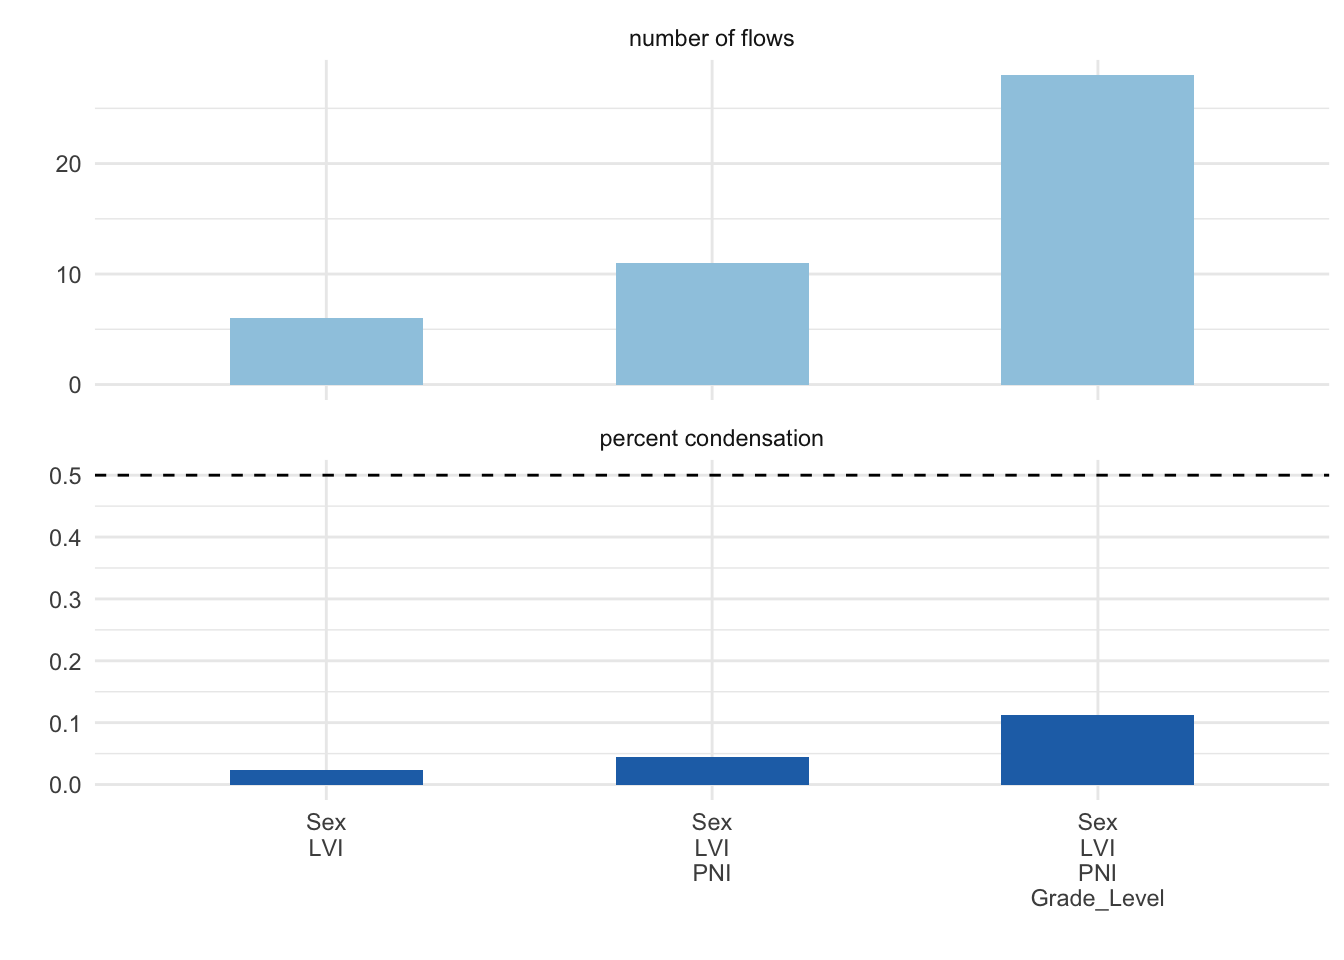 number of flows
20
10
0
percent condensation
0.5
0.4
0.3
0.2
0.1
0.0
Sex
LVI
Sex
LVI
PNI
Sex
LVI
PNI
Grade_Level